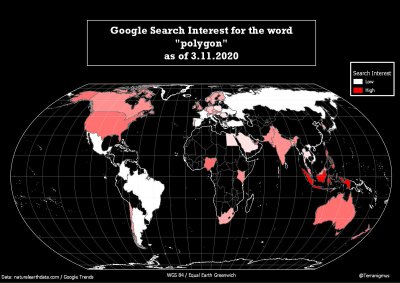 Google Search Interest for the word
"polygon"
as of 3.11.2020
Search Interest
Low
High
Data: naturalearthdata.com / Google Trends
WGS 84 / Equal Earth Greenwich
@Terranigmus